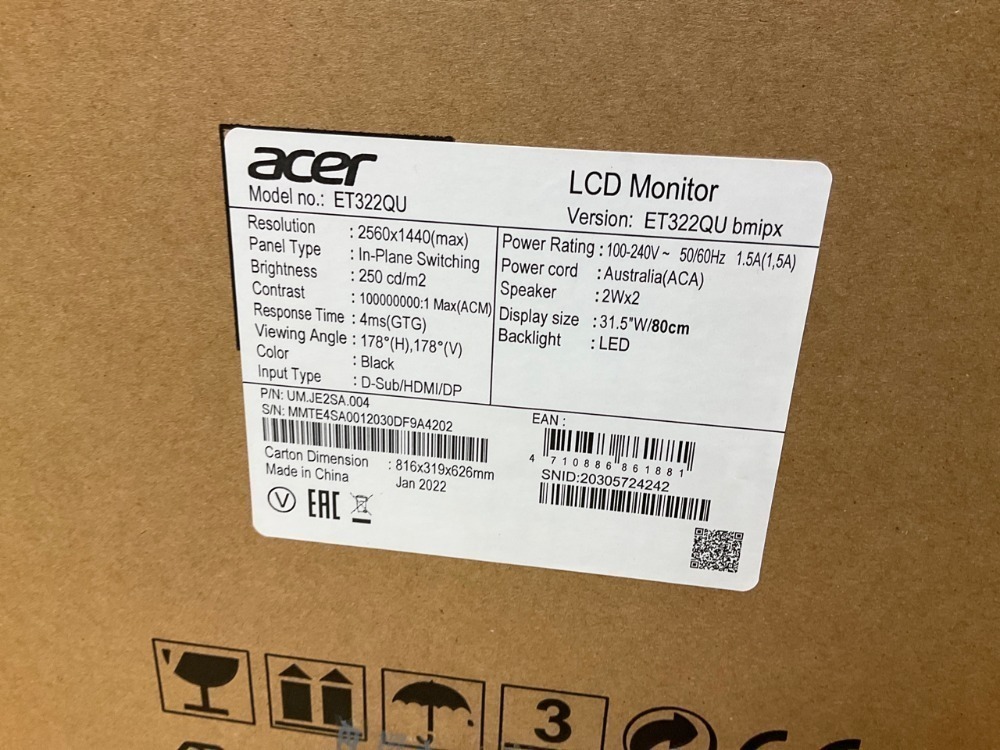 acer
LCD Monitor
Model no.: ET322QU
Version: ET322QU bmipx
Resolution : 2560x1440(max)
Panel Type : In-Plane Switching
Brightness : 250 cd/m2
Contrast : 100000000:1 Max(ACM)
Response Time : 4ms(GTG)
Viewing Angle : 178°(H),178°(V)
Color : Black
Input Type : D-Sub/HDMI/DP
Power Rating : 100-240V~ 50/60Hz 1.5A(1,5A)
Power cord : Australia(ACA)
Speaker : 2Wx2
Display size : 31.5"W/80cm
Backlight : LED
P/N: UM.JE2SA.004
S/N: MMTE4SA0012030DF9A4202
Carton Dimension : 816x319x626mm
Made in China Jan 2022
V EAC
EAN :
4 710886 861881
SNID:20305724242
3